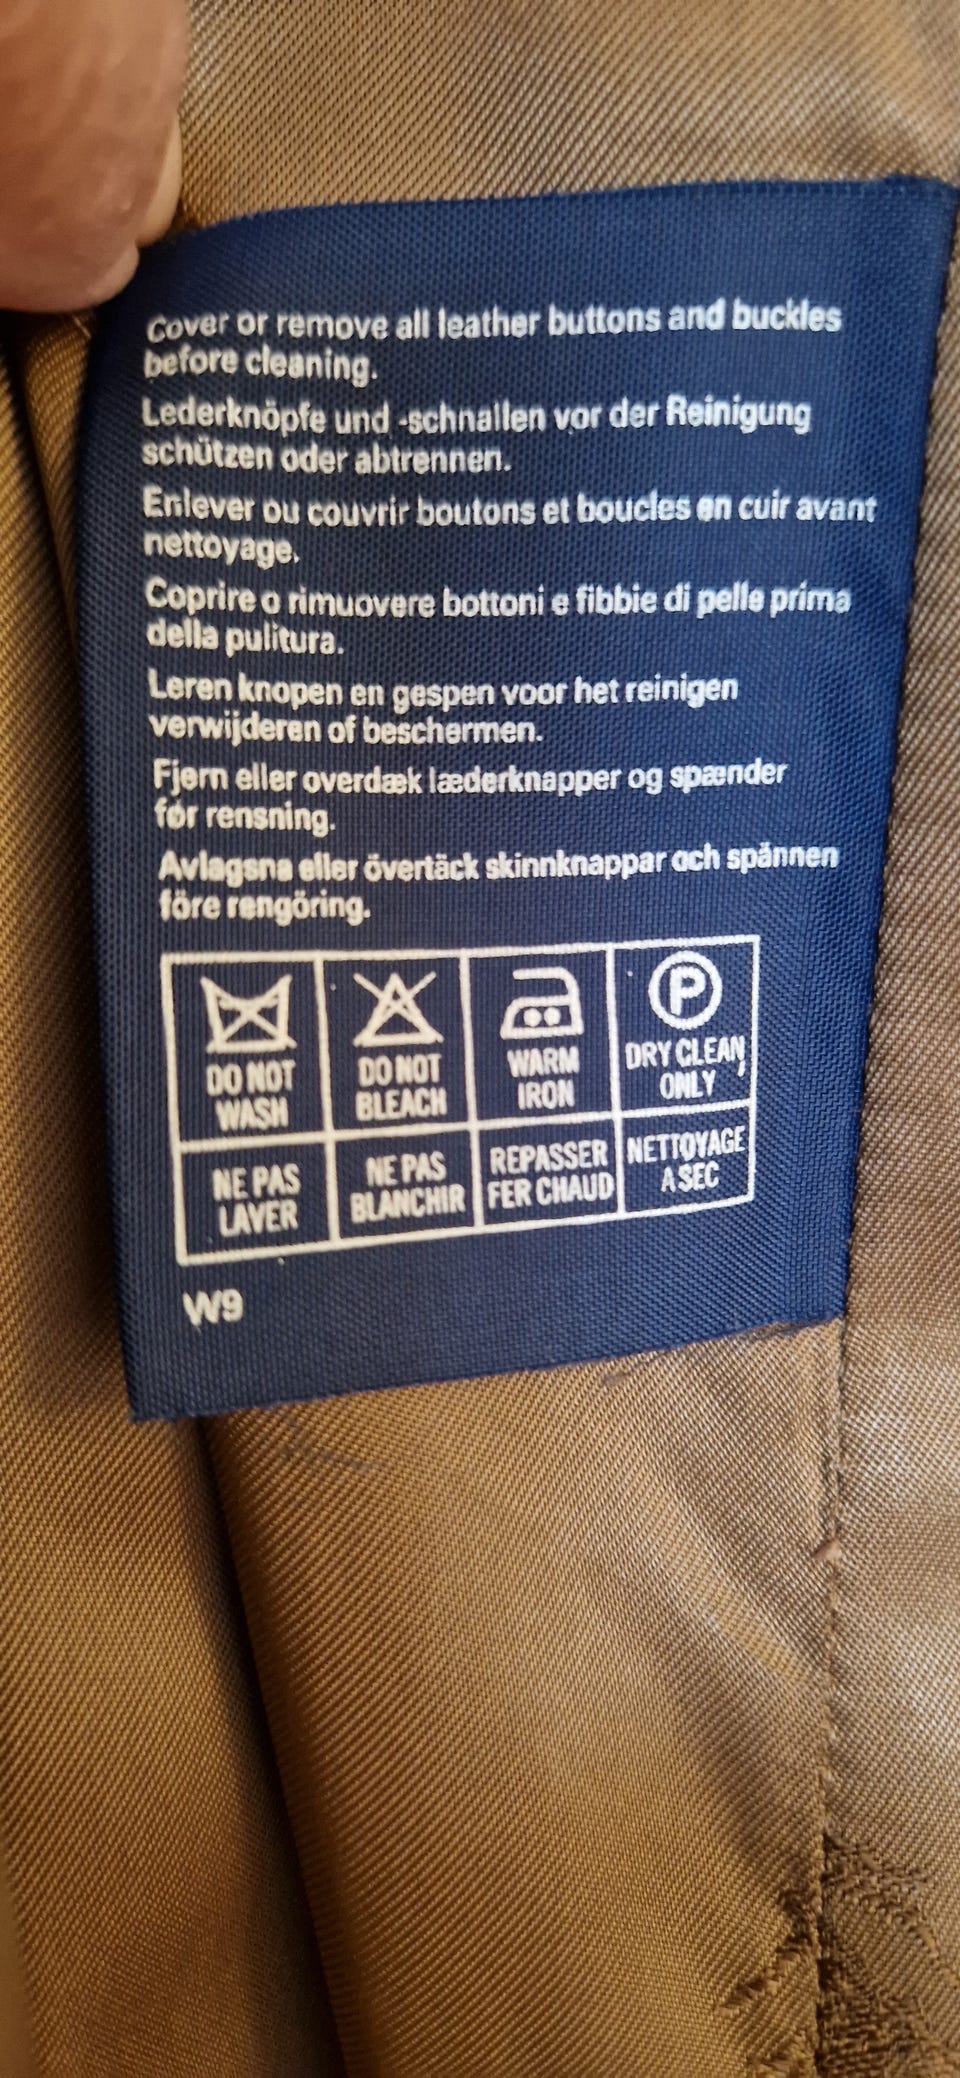 Cover or remove all leather buttons and buckles
before cleaning.
Lederknöpfe und -schnallen vor der Reinigung
schützen oder abtrennen.
Enlever ou couvrir boutons et boucles en cuir avant
nettoyage.
Coprire o rimuovere bottoni e fibbie di pelle prima
della pulitura.
Leren knopen en gespen voor het reinigen
verwijderen of beschermen.
Fjern eller overdæk læderknapper og spænder
før rensning.
Avlagsna eller övertäck skinnknappar och spännen
före rengöring.
P
DO NOT
WASH
DO NOT
BLEACH
WARM
IRON
DRY CLEAN
ONLY
NE PAS
LAVER
NE PAS
BLANCHIR
REPASSER
FER CHAUD
NETTOYAGE
A SEC
W9